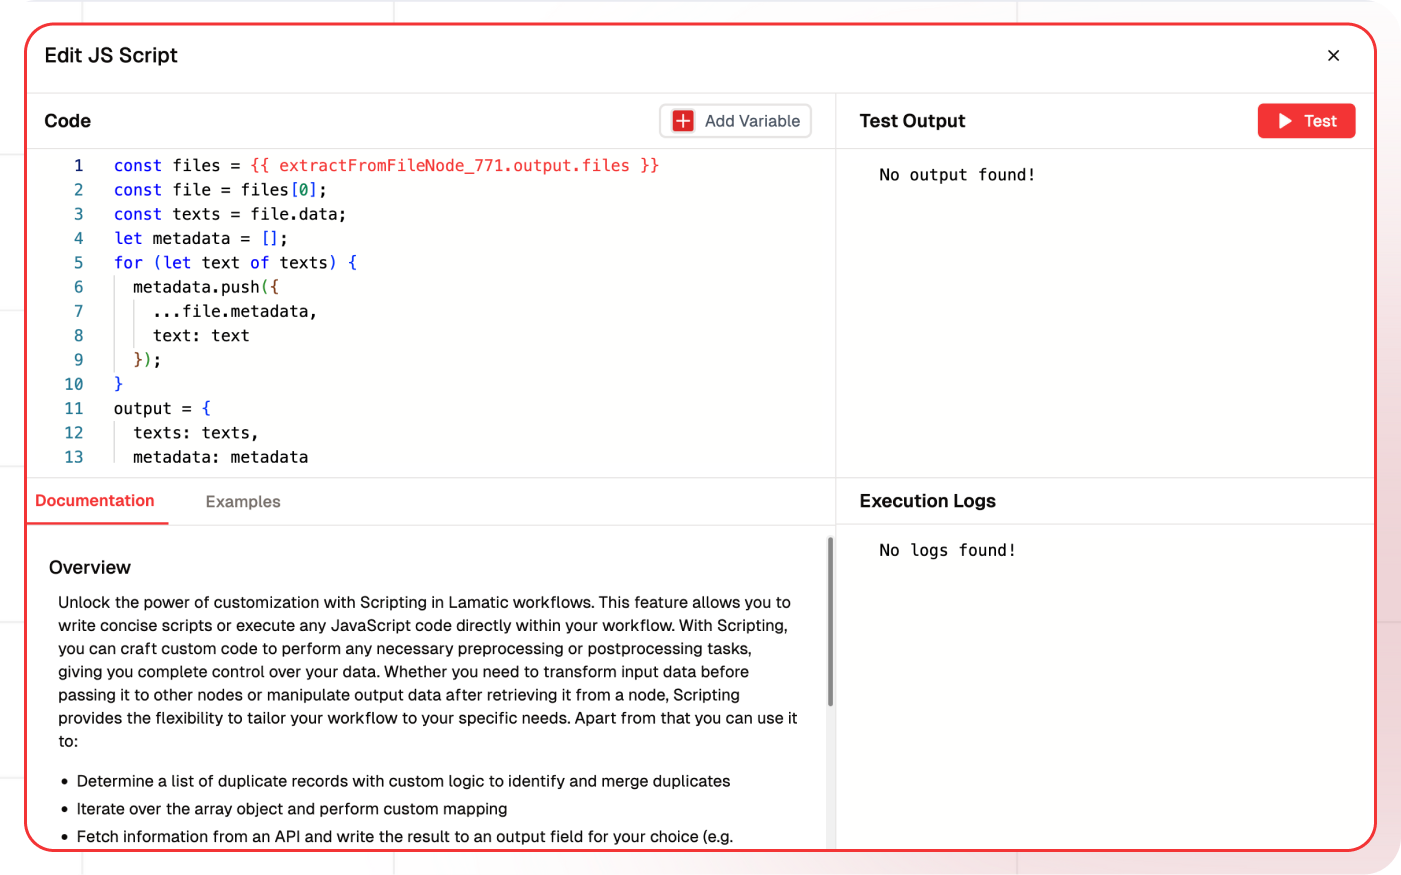 Edit JS Script
Code
Add Variable
1 const files = {{ extractFromFileNode_771.output.files }}
2 const file = files[0];
3 const texts = file.data;
4 let metadata = [];
5 for (let text of texts) {
6 metadata.push({
7 ...file.metadata,
8 text: text
9 });
10 }
11 output = {
12 texts: texts,
13 metadata: metadata
Test Output
Test
No output found!
Documentation
Examples
Overview
Unlock the power of customization with Scripting in Lamatic workflows. This feature allows you to
write concise scripts or execute any JavaScript code directly within your workflow. With Scripting,
you can craft custom code to perform any necessary preprocessing or postprocessing tasks,
giving you complete control over your data. Whether you need to transform input data before
passing it to other nodes or manipulate output data after retrieving it from a node, Scripting
provides the flexibility to tailor your workflow to your specific needs. Apart from that you can use it
to:
• Determine a list of duplicate records with custom logic to identify and merge duplicates
• Iterate over the array object and perform custom mapping
• Fetch information from an API and write the result to an output field for your choice (e.g.
Execution Logs
No logs found!